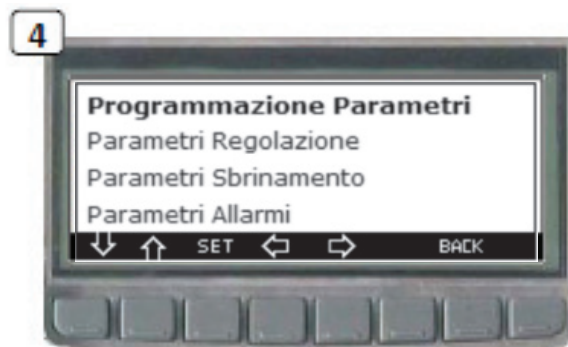 4
Programmazione Parametri
Parametri Regolazione
Parametri Sbrinamento
Parametri Allarmi
SET BACK